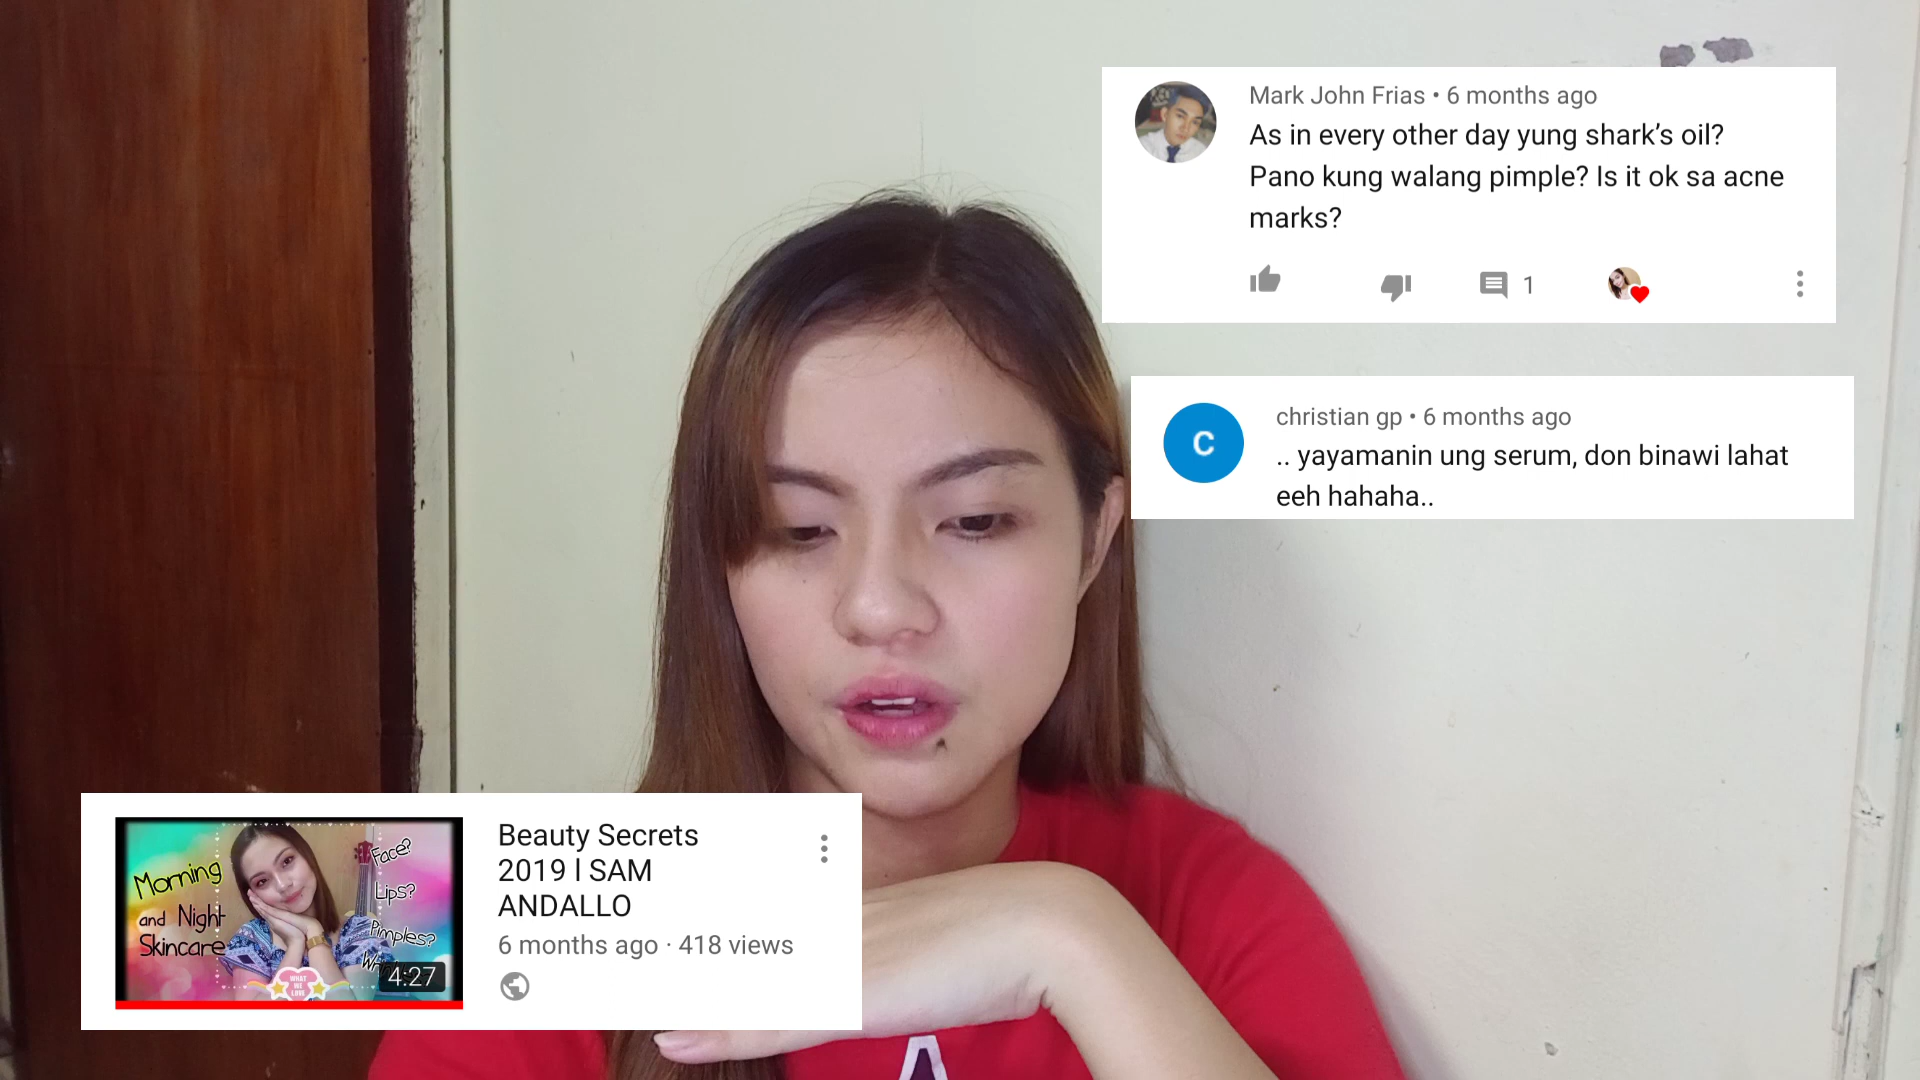 Mark John Frias • 6 months ago
As in every other day yung shark's oil?
Pano kung walang pimple? Is it ok sa acne
marks?
1
C
christian gp • 6 months ago
.. yayamanin ung serum, don binawi lahat
eeh hahaha..
Morning
and Night
Skincare
Face?
Lips?
Pimples?
WHAT
WE
LOVE
4:27
Beauty Secrets
2019 l SAM
ANDALLO
6 months ago · 418 views
A